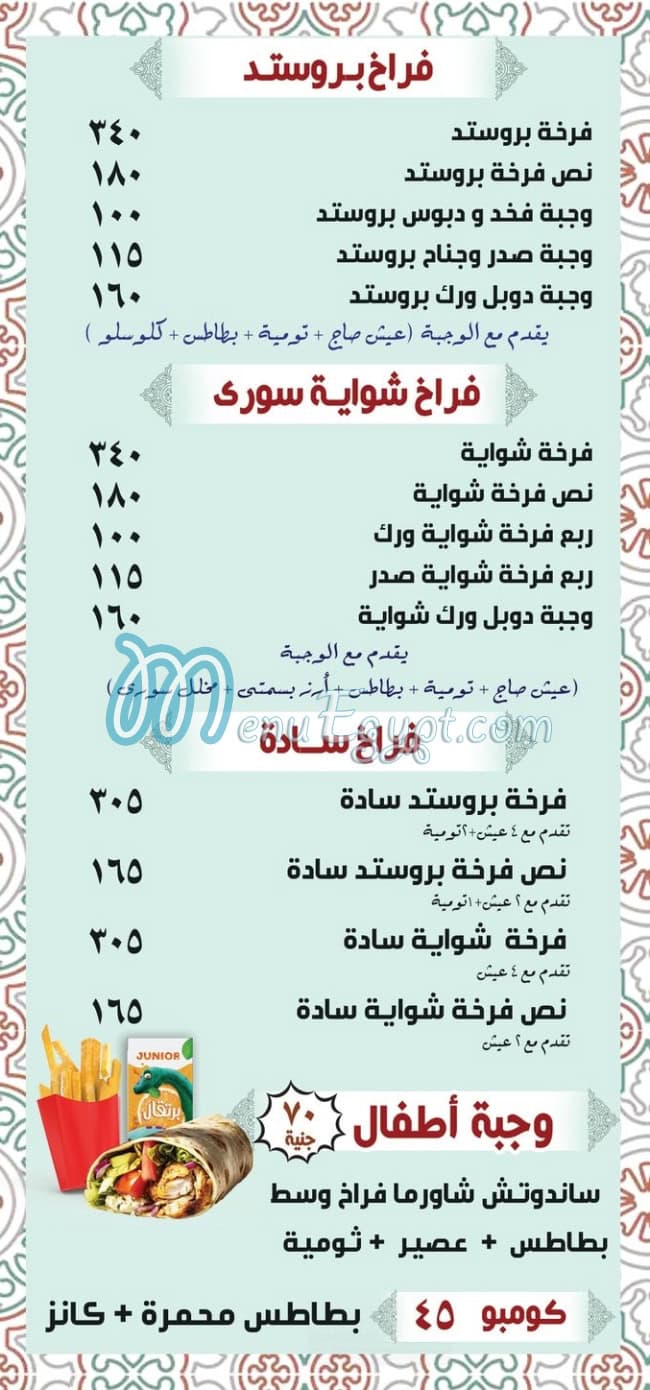 فراخ بروستد
فرخة بروستد ٣٤٠
نص فرخة بروستد ١٨٠
وجبة فخد و دبوس بروستد ١٠٠
وجبة صدر وجناح بروستد ١١٥
وجبة دوبل ورك بروستد ١٦٠
يقدم مع الوجبة (عيش صاج + تومية + بطاطس + كلوسلو )
فراخ شواية سورى
فرخة شواية ٣٤٠
نص فرخة شواية ١٨٠
ربع فرخة شواية ورك ١٠٠
ربع فرخة شواية صدر ١١٥
وجبة دوبل ورك شواية ١٦٠
يقدم مع الوجبة
(عيش صاج + تومية + بطاطس + أرز بسمتى + مخلل سورى )
MenuEgypt.com
فراخ سادة
فرخة بروستد سادة ٣٠٥
تقدم مع ٤ عيش+٢تومية
نص فرخة بروستد سادة ١٦٥
تقدم مع ٢ عيش+١تومية
فرخة شواية سادة ٣٠٥
تقدم مع ٤ عيش
نص فرخة شواية سادة ١٦٥
تقدم مع ٢ عيش
JUNIOR
برتقال
وجبة أطفال ٧٠ جنية
ساندوتش شاورما فراخ وسط
بطاطس + عصير + ثومية
كومبو ٤٥ بطاطس محمرة + كانز